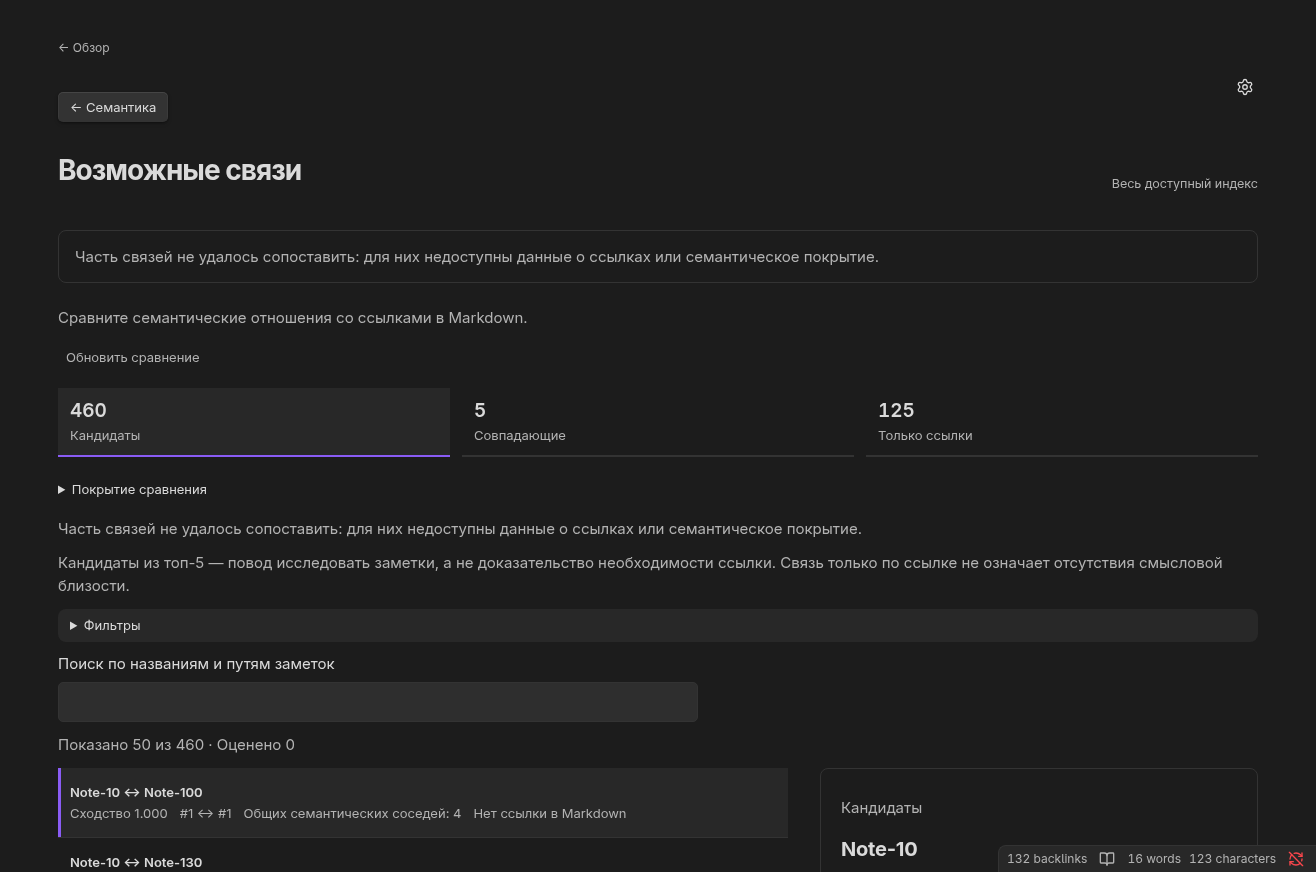 ← Обзор
← Семантика
Возможные связи
Весь доступный индекс
Часть связей не удалось сопоставить: для них недоступны данные о ссылках или семантическое покрытие.
Сравните семантические отношения со ссылками в Markdown.
Обновить сравнение
460
Кандидаты
5
Совпадающие
125
Только ссылки
▶ Покрытие сравнения
Часть связей не удалось сопоставить: для них недоступны данные о ссылках или семантическое покрытие.
Кандидаты из топ-5 — повод исследовать заметки, а не доказательство необходимости ссылки. Связь только по ссылке не означает отсутствия смысловой
близости.
▶ Фильтры
Поиск по названиям и путям заметок
Показано 50 из 460 · Оценено 0
Note-10 ↔ Note-100
Сходство 1.000 #1 ↔ #1 Общих семантических соседей: 4 Нет ссылки в Markdown
Note-10 ↔ Note-130
Кандидаты
Note-10
132 backlinks 16 words 123 characters